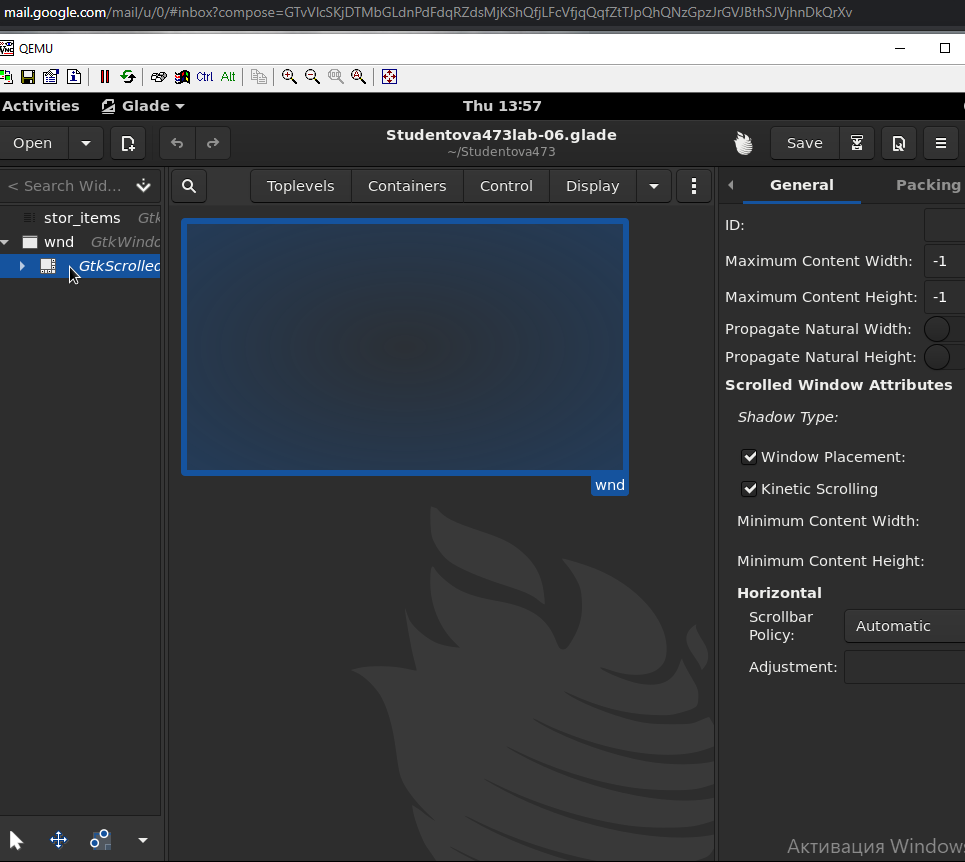 mail.google.com/mail/u/0/#inbox?compose=GTvVlcSKjDTMbGLdnPdFdqRZdsMjKShQfjLFcVfjqQqfZtTJpQhQNzGpzJrGVJBthSJVjhnDkQrXv
QEMU
Ctrl Alt
Activities Glade Thu 13:57
Open Studentova473lab-06.glade Save
~/Studentova473
< Search Wid... Toplevels Containers Control Display General Packing
stor_items Gtk
wnd GtkWindo
GtkScrolled
ID:
Maximum Content Width: -1
Maximum Content Height: -1
Propagate Natural Width:
Propagate Natural Height:
Scrolled Window Attributes
Shadow Type:
Window Placement:
Kinetic Scrolling
wnd
Minimum Content Width:
Minimum Content Height:
Horizontal
Scrollbar
Policy:
Automatic
Adjustment:
Активация Windows